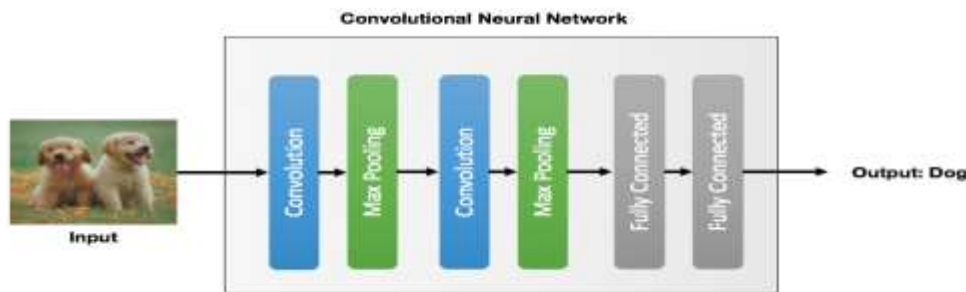 Convolutional Neural Network
Input
Convolution
Max Pooling
Convolution
Max Pooling
Fully Connected
Fully Connected
Output: Dog